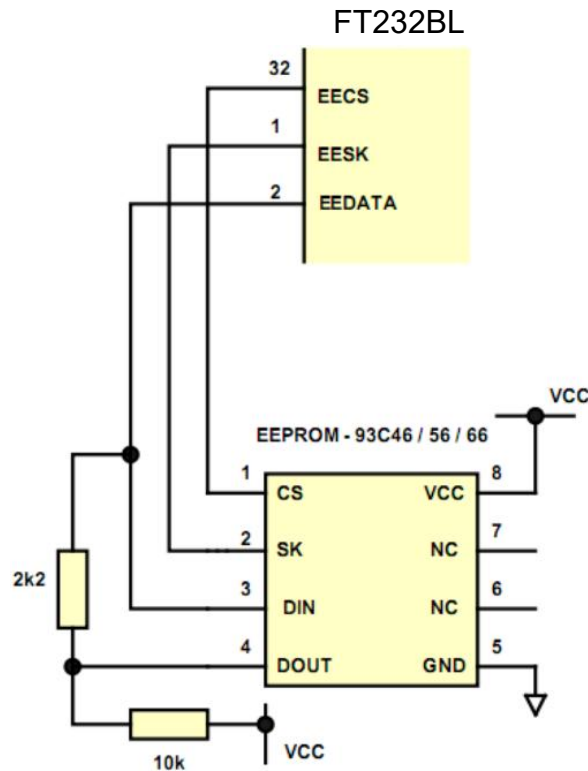 FT232BL
32
EECS
1
EESK
2
EEDATA
VCC
EEPROM - 93C46 / 56 / 66
1
CS
VCC
8
2
SK
NC
7
3
DIN
NC
6
4
DOUT
GND
5
2k2
10k
VCC